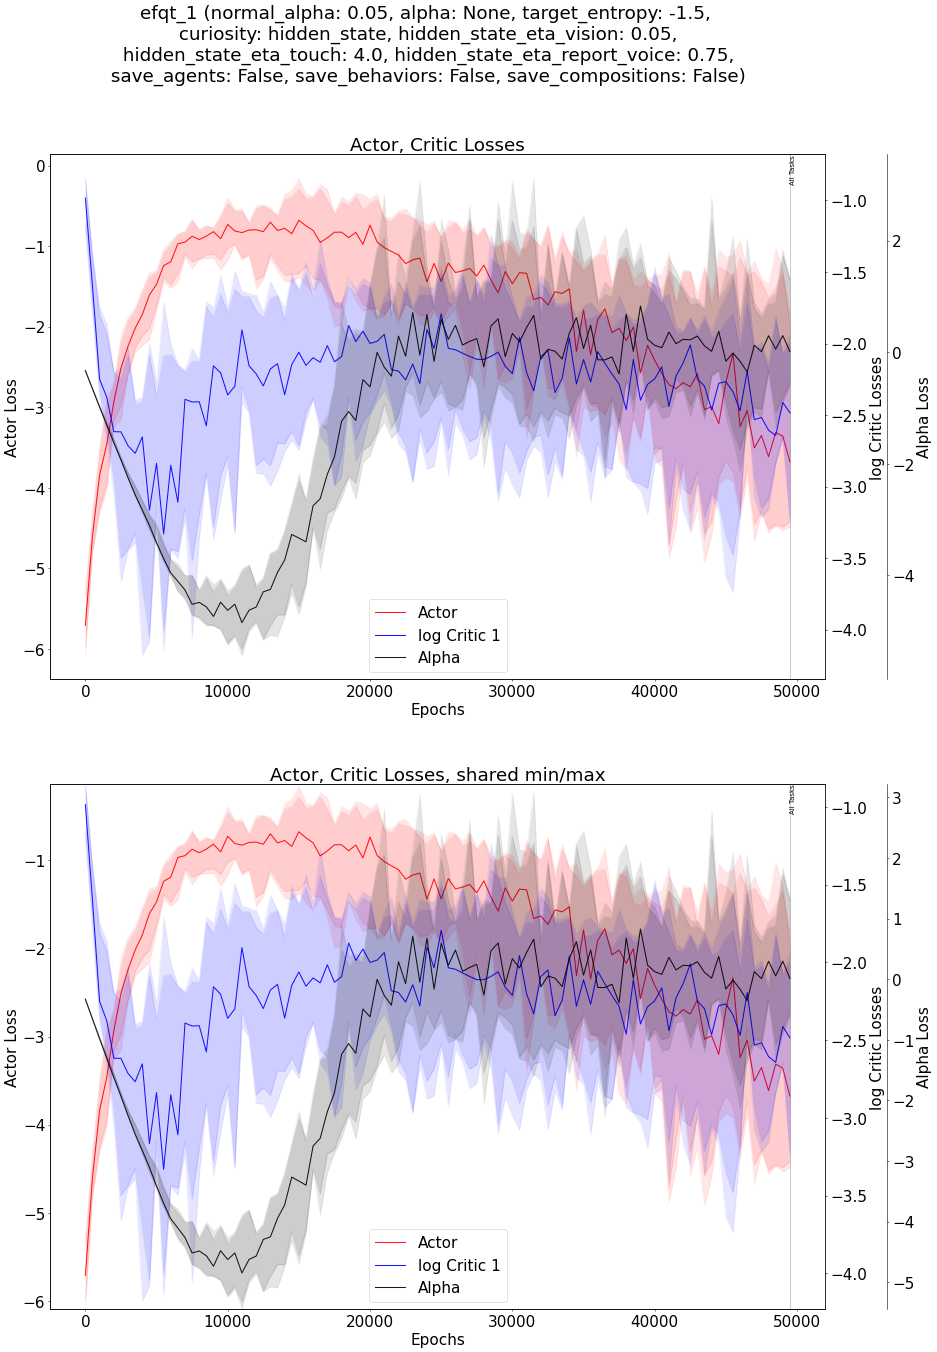 efqt_1 (normal_alpha: 0.05, alpha: None, target_entropy: -1.5,
curiosity: hidden_state, hidden_state_eta_vision: 0.05,
hidden_state_eta_touch: 4.0, hidden_state_eta_report_voice: 0.75,
save_agents: False, save_behaviors: False, save_compositions: False)
Actor, Critic Losses
All Tasks
0
−1
−2
−3
−4
−5
−6
Actor Loss
−1.0
−1.5
−2.0
−2.5
−3.0
−3.5
−4.0
log Critic Losses
2
0
−2
−4
Alpha Loss
Actor
log Critic 1
Alpha
0 10000 20000 30000 40000 50000
Epochs
Actor, Critic Losses, shared min/max
All Tasks
−1
−2
−3
−4
−5
−6
Actor Loss
−1.0
−1.5
−2.0
−2.5
−3.0
−3.5
−4.0
log Critic Losses
3
2
1
0
−1
−2
−3
−4
−5
Alpha Loss
Actor
log Critic 1
Alpha
0 10000 20000 30000 40000 50000
Epochs